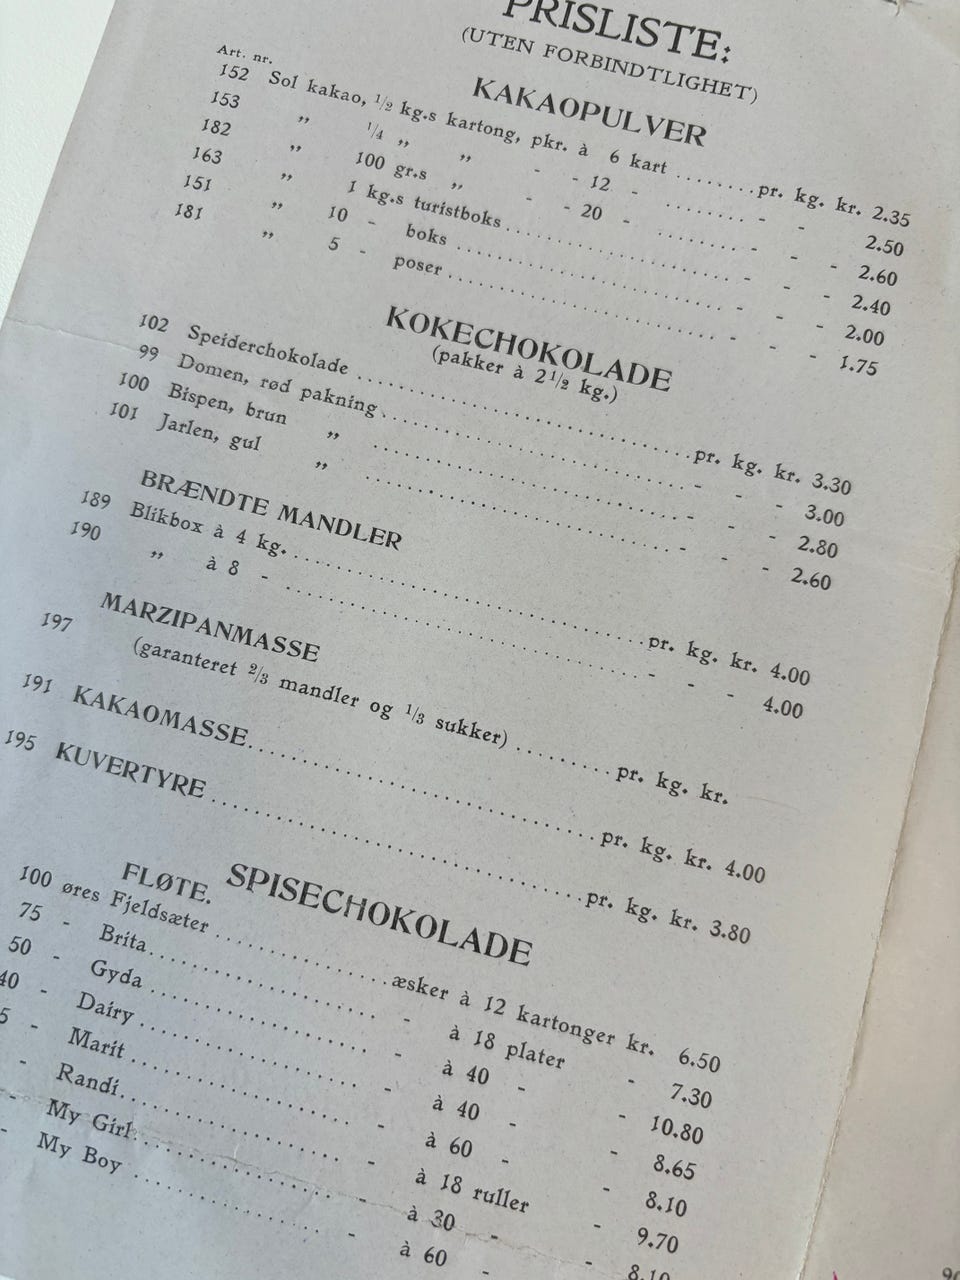 PRISLISTE:
(UTEN FORBINDTLIGHET)
KAKAOPULVER
Art. nr.
152 Sol kakao, 1/2 kg.s kartong, pkr. à 6 kart ........ pr. kg. kr. 2.35
153 „ 1/4 „ „ - - 12 - ........ - - - 2.50
182 „ 100 gr.s „ - - 20 - ........ - - - 2.60
163 „ 1 kg.s turistboks ........ - - - 2.40
151 „ 10 - boks ........ - - - 2.00
181 „ 5 - poser ........ - - - 1.75
KOKECHOKOLADE
(pakker à 2 1/2 kg.)
102 Speiderchokolade ........ pr. kg. kr. 3.30
99 Domen, rød pakning ........ - - - 3.00
100 Bispen, brun „ ........ - - - 2.80
101 Jarlen, gul „ ........ - - - 2.60
BRÆNDTE MANDLER
189 Blikbox à 4 kg. ........ pr. kg. kr. 4.00
190 „ à 8 - ........ - - - 4.00
MARZIPANMASSE
197 (garanteret 2/3 mandler og 1/3 sukker) ........ pr. kg. kr.
191 KAKAOMASSE ........ pr. kg. kr. 4.00
195 KUVERTYRE ........ pr. kg. kr. 3.80
SPISECHOKOLADE
FLØTE.
100 øres Fjeldsæter ........ æsker à 12 kartonger kr. 6.50
75 - Brita ........ - à 18 plater - 7.30
50 - Gyda ........ - à 40 - - 10.80
40 - Dairy ........ - à 40 - - 8.65
5 - Marit ........ - à 60 - - 8.10
- Randi ........ - à 18 ruller - 9.70
- My Girl ........ - à 30 - - 8.10
- My Boy ........ - à 60 -